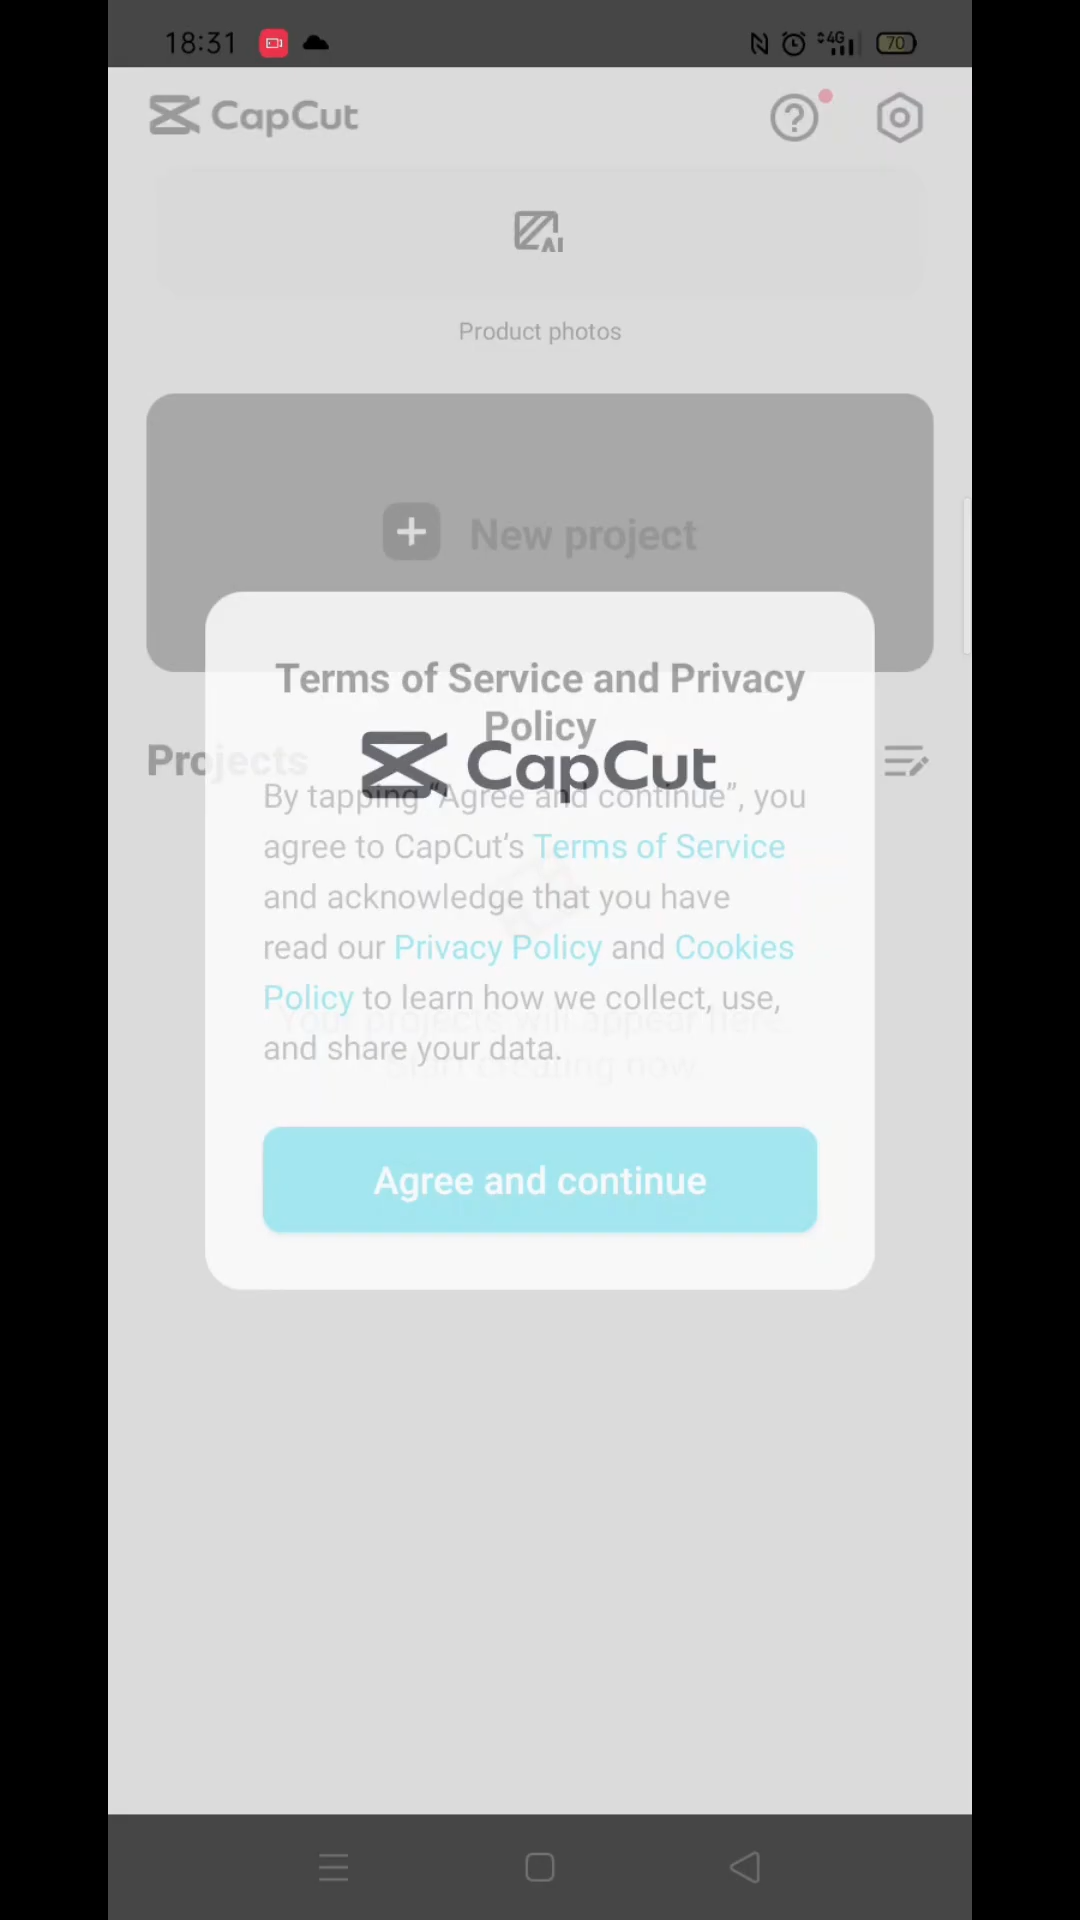 18:31
4G
70
CapCut
AI
Product photos
New project
Terms of Service and Privacy
Policy
Projects
CapCut
By tapping “Agree and continue”, you
agree to CapCut’s Terms of Service
and acknowledge that you have
read our Privacy Policy and Cookies
Policy to learn how we collect, use,
Your projects will appear here.
and share your data.
Start creating now.
Agree and continue